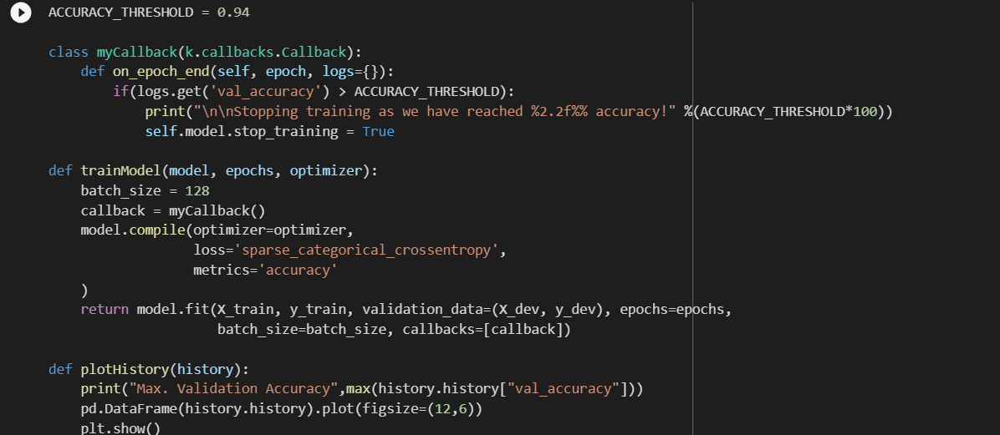 ACCURACY_THRESHOLD = 0.94

class myCallback(k.callbacks.Callback):
    def on_epoch_end(self, epoch, logs={}):
        if(logs.get('val_accuracy') > ACCURACY_THRESHOLD):
            print("\n\nStopping training as we have reached %2.2f%% accuracy!" %(ACCURACY_THRESHOLD*100))
            self.model.stop_training = True

def trainModel(model, epochs, optimizer):
    batch_size = 128
    callback = myCallback()
    model.compile(optimizer=optimizer,
                  loss='sparse_categorical_crossentropy',
                  metrics='accuracy'
    )
    return model.fit(X_train, y_train, validation_data=(X_dev, y_dev), epochs=epochs,
                     batch_size=batch_size, callbacks=[callback])

def plotHistory(history):
    print("Max. Validation Accuracy",max(history.history["val_accuracy"]))
    pd.DataFrame(history.history).plot(figsize=(12,6))
    plt.show()